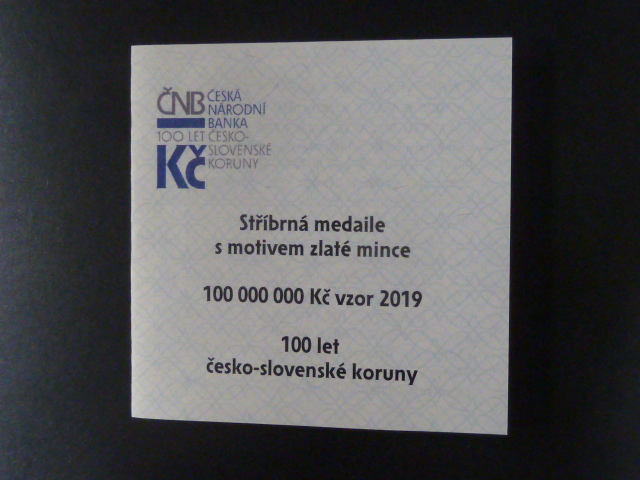 ČNB ČESKÁ
NÁRODNÍ
BANKA
100 LET ČESKO-
SLOVENSKÉ
Kč KORUNY
Stříbrná medaile
s motivem zlaté mince
100 000 000 Kč vzor 2019
100 let
česko-slovenské koruny